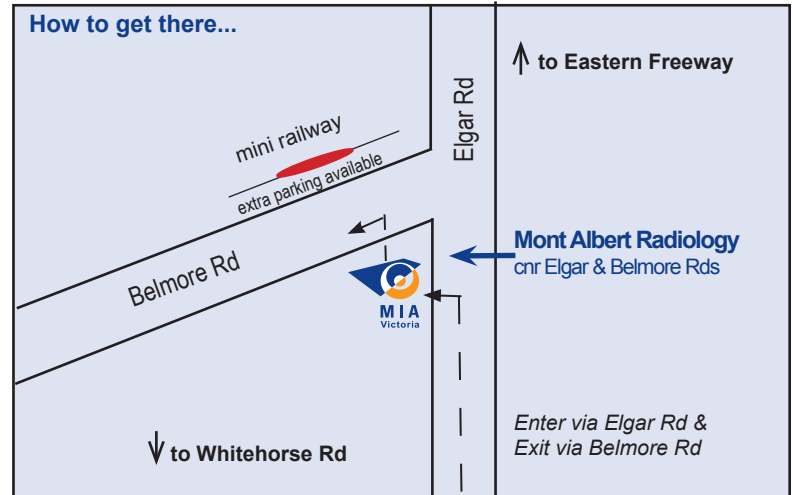 How to get there...
to Eastern Freeway
Elgar Rd
mini railway
extra parking available
Belmore Rd
Mont Albert Radiology
cnr Elgar & Belmore Rds
MIA
Victoria
Enter via Elgar Rd &
Exit via Belmore Rd
to Whitehorse Rd